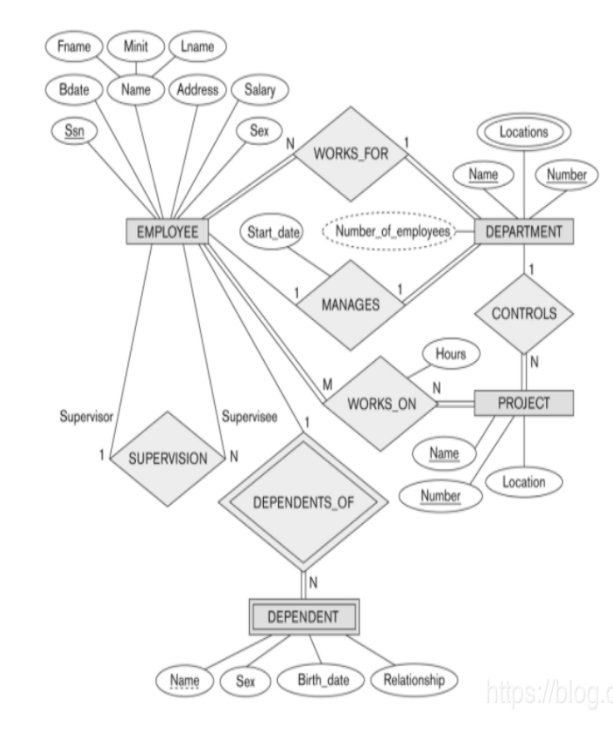 Fname
Minit
Lname
Bdate
Name
Address
Salary
Ssn
Sex
N
WORKS_FOR
1
Locations
Name
Number
EMPLOYEE
Start_date
Number_of_employees
DEPARTMENT
1
MANAGES
1
1
CONTROLS
N
Hours
M
WORKS_ON
N
PROJECT
Supervisor
Supervisee
1
SUPERVISION
N
1
Name
Number
Location
DEPENDENTS_OF
N
DEPENDENT
Name
Sex
Birth_date
Relationship
https://blog.c